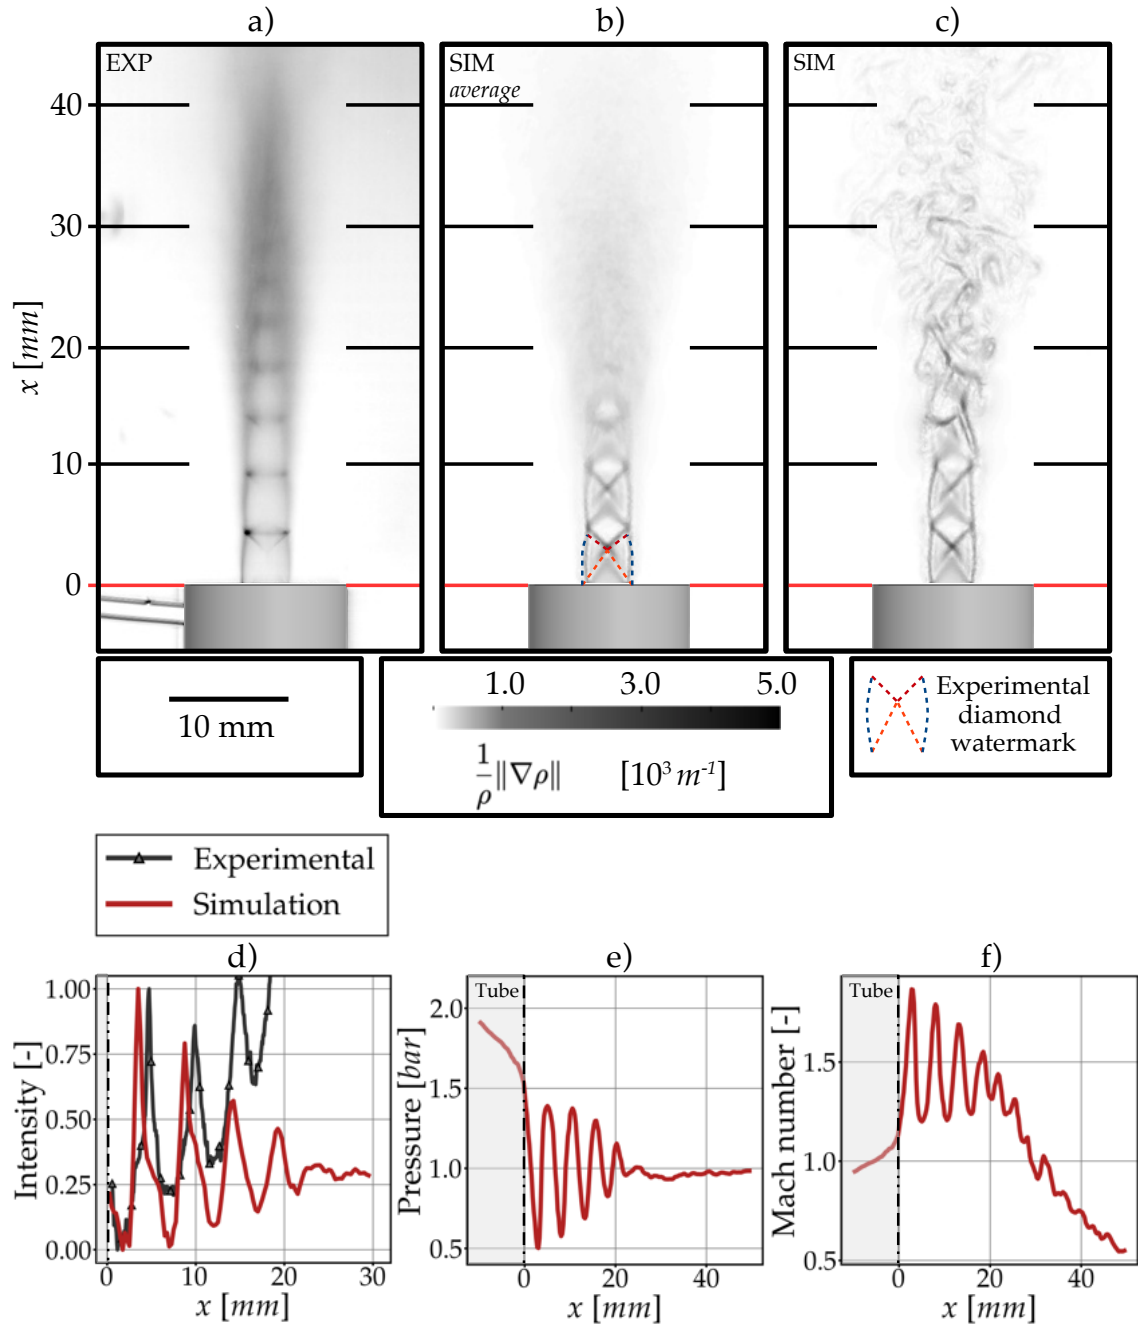 a)
b)
c)
EXP
SIM
average
SIM
40
30
20
10
0
x [mm]
10 mm
1.0 3.0 5.0
1/ρ ‖∇ρ‖ [10³ m⁻¹]
Experimental
diamond
watermark
Experimental
Simulation
d)
1.00
0.75
0.50
0.25
0.00
Intensity [-]
0 10 20 30
x [mm]
e)
Tube
2.0
1.5
1.0
0.5
Pressure [bar]
0 20 40
x [mm]
f)
Tube
1.5
1.0
0.5
Mach number [-]
0 20 40
x [mm]